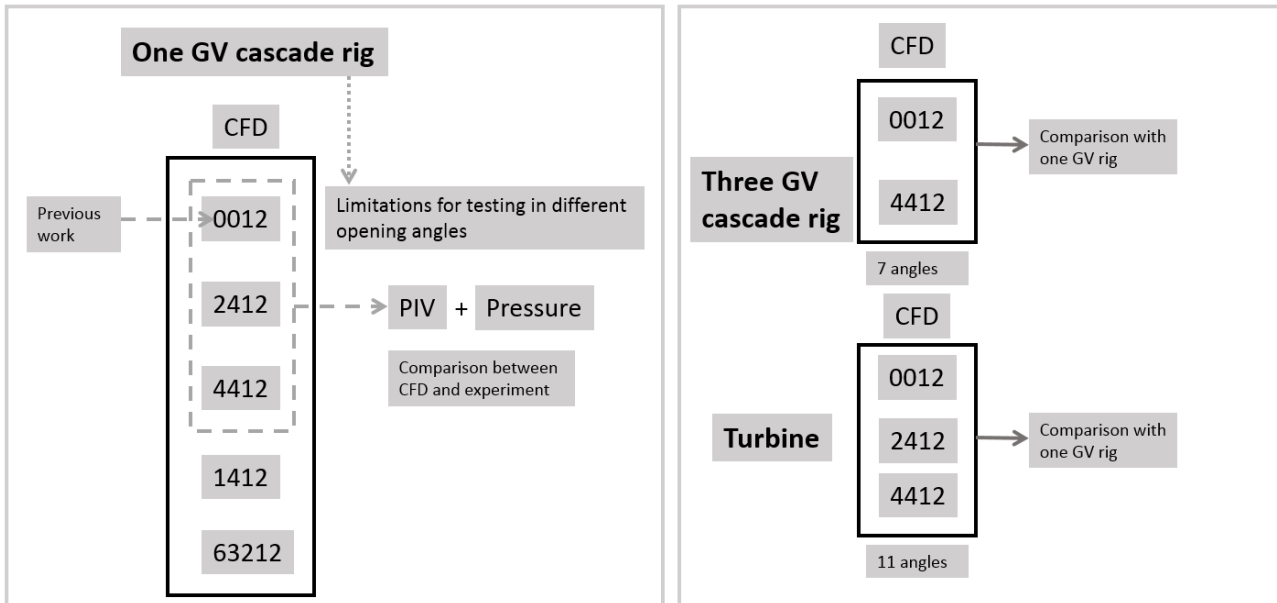 One GV cascade rig
CFD
Previous
work
0012
Limitations for testing in different
opening angles
2412
PIV + Pressure
4412
Comparison between
CFD and experiment
1412
63212
CFD
0012
Comparison with
one GV rig
Three GV
cascade rig
4412
7 angles
CFD
0012
Turbine
2412
Comparison with
one GV rig
4412
11 angles